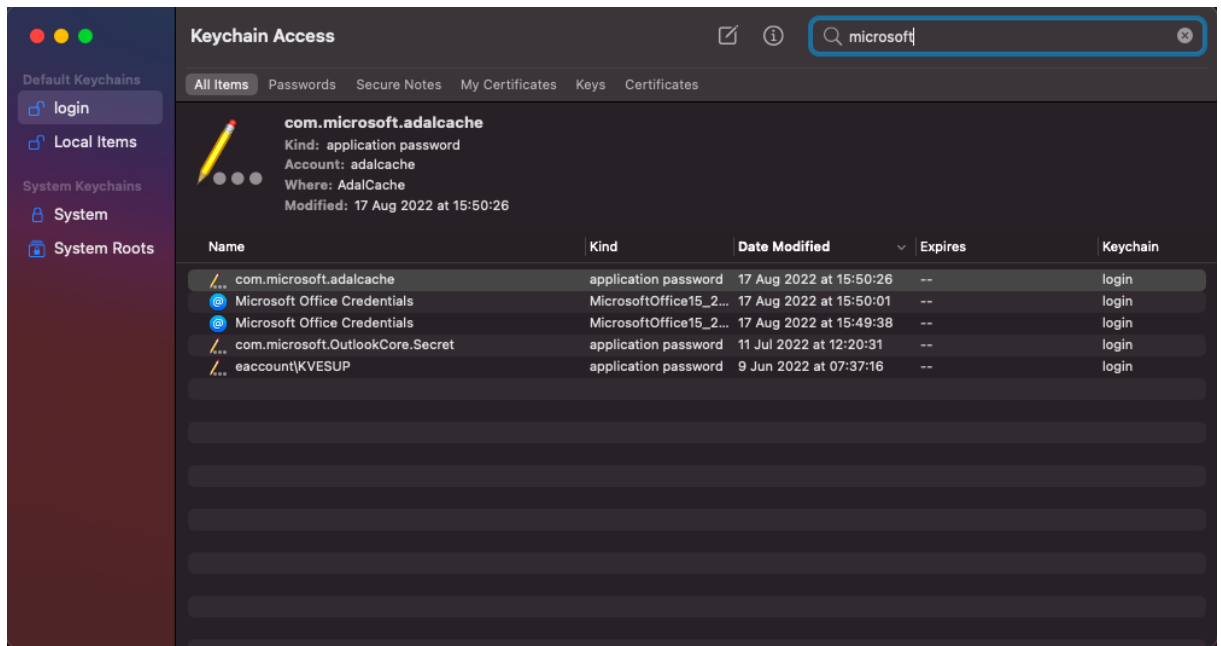 Keychain Access
microsoft
Default Keychains
login
Local Items
System Keychains
System
System Roots
All Items Passwords Secure Notes My Certificates Keys Certificates
com.microsoft.adalcache
Kind: application password
Account: adalcache
Where: AdalCache
Modified: 17 Aug 2022 at 15:50:26
Name Kind Date Modified Expires Keychain
com.microsoft.adalcache application password 17 Aug 2022 at 15:50:26 -- login
Microsoft Office Credentials MicrosoftOffice15_2... 17 Aug 2022 at 15:50:01 -- login
Microsoft Office Credentials MicrosoftOffice15_2... 17 Aug 2022 at 15:49:38 -- login
com.microsoft.OutlookCore.Secret application password 11 Jul 2022 at 12:20:31 -- login
eaccount\KVESUP application password 9 Jun 2022 at 07:37:16 -- login